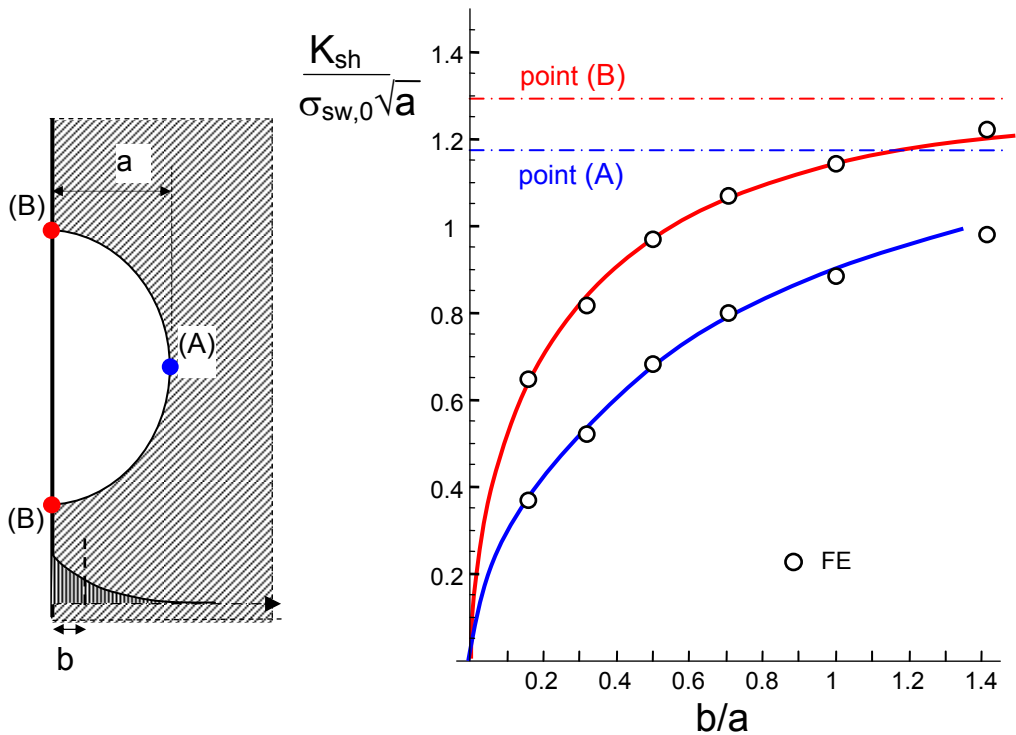 a
(B)
(A)
(B)
b
K_sh
σ_sw,0 √a
1.4
1.2
1
0.8
0.6
0.4
0.2
point (B)
point (A)
FE
0.2 0.4 0.6 0.8 1 1.2 1.4
b/a